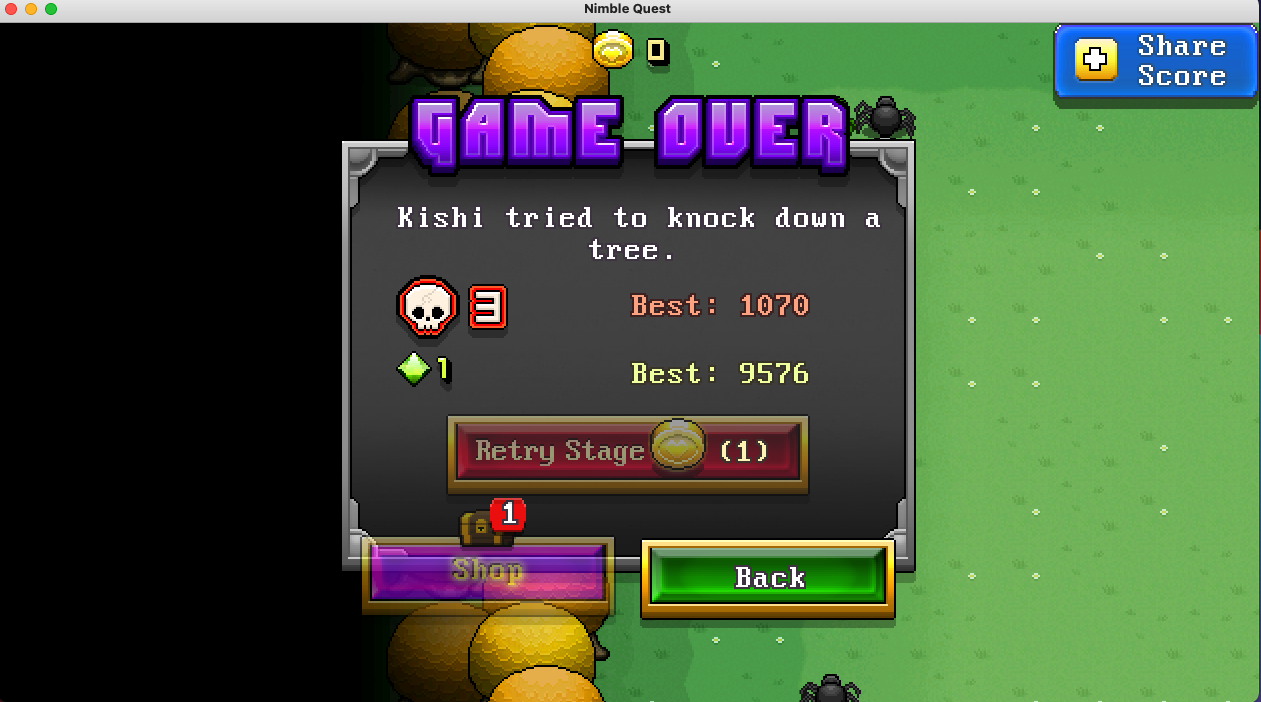 Nimble Quest
0
Share
Score
GAME OVER
Kishi tried to knock down a
tree.
3 Best: 1070
1 Best: 9576
Retry Stage (1)
1
Shop
Back